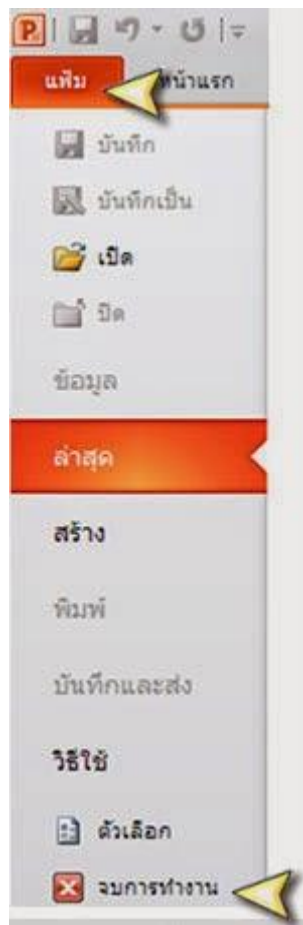 P
แฟ้ม หน้าแรก
บันทึก
บันทึกเป็น
เปิด
ปิด
ข้อมูล
ล่าสุด
สร้าง
พิมพ์
บันทึกและส่ง
วิธีใช้
ตัวเลือก
จบการทำงาน